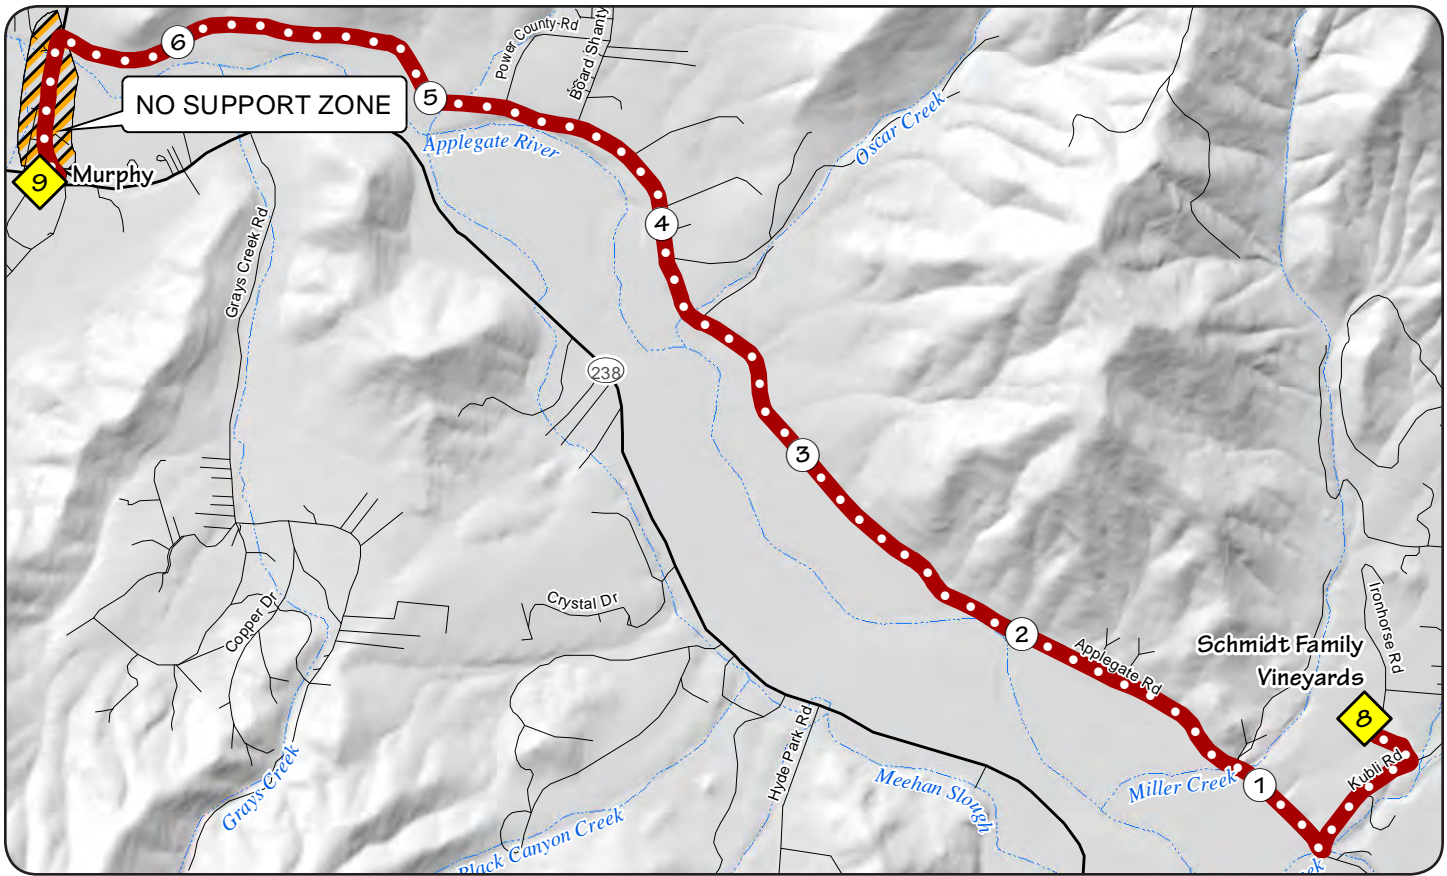 6
Power County Rd
Board Shanty
NO SUPPORT ZONE
5
Applegate River
Oscar Creek
9
Murphy
4
Grays Creek Rd
238
3
Crystal Dr
Copper Dr
2
Applegate Rd
Ironhorse Rd
Schmidt Family
Vineyards
8
Kubli Rd
Hyde Park Rd
Meehan Slough
Miller Creek
1
Grays Creek
Black Canyon Creek